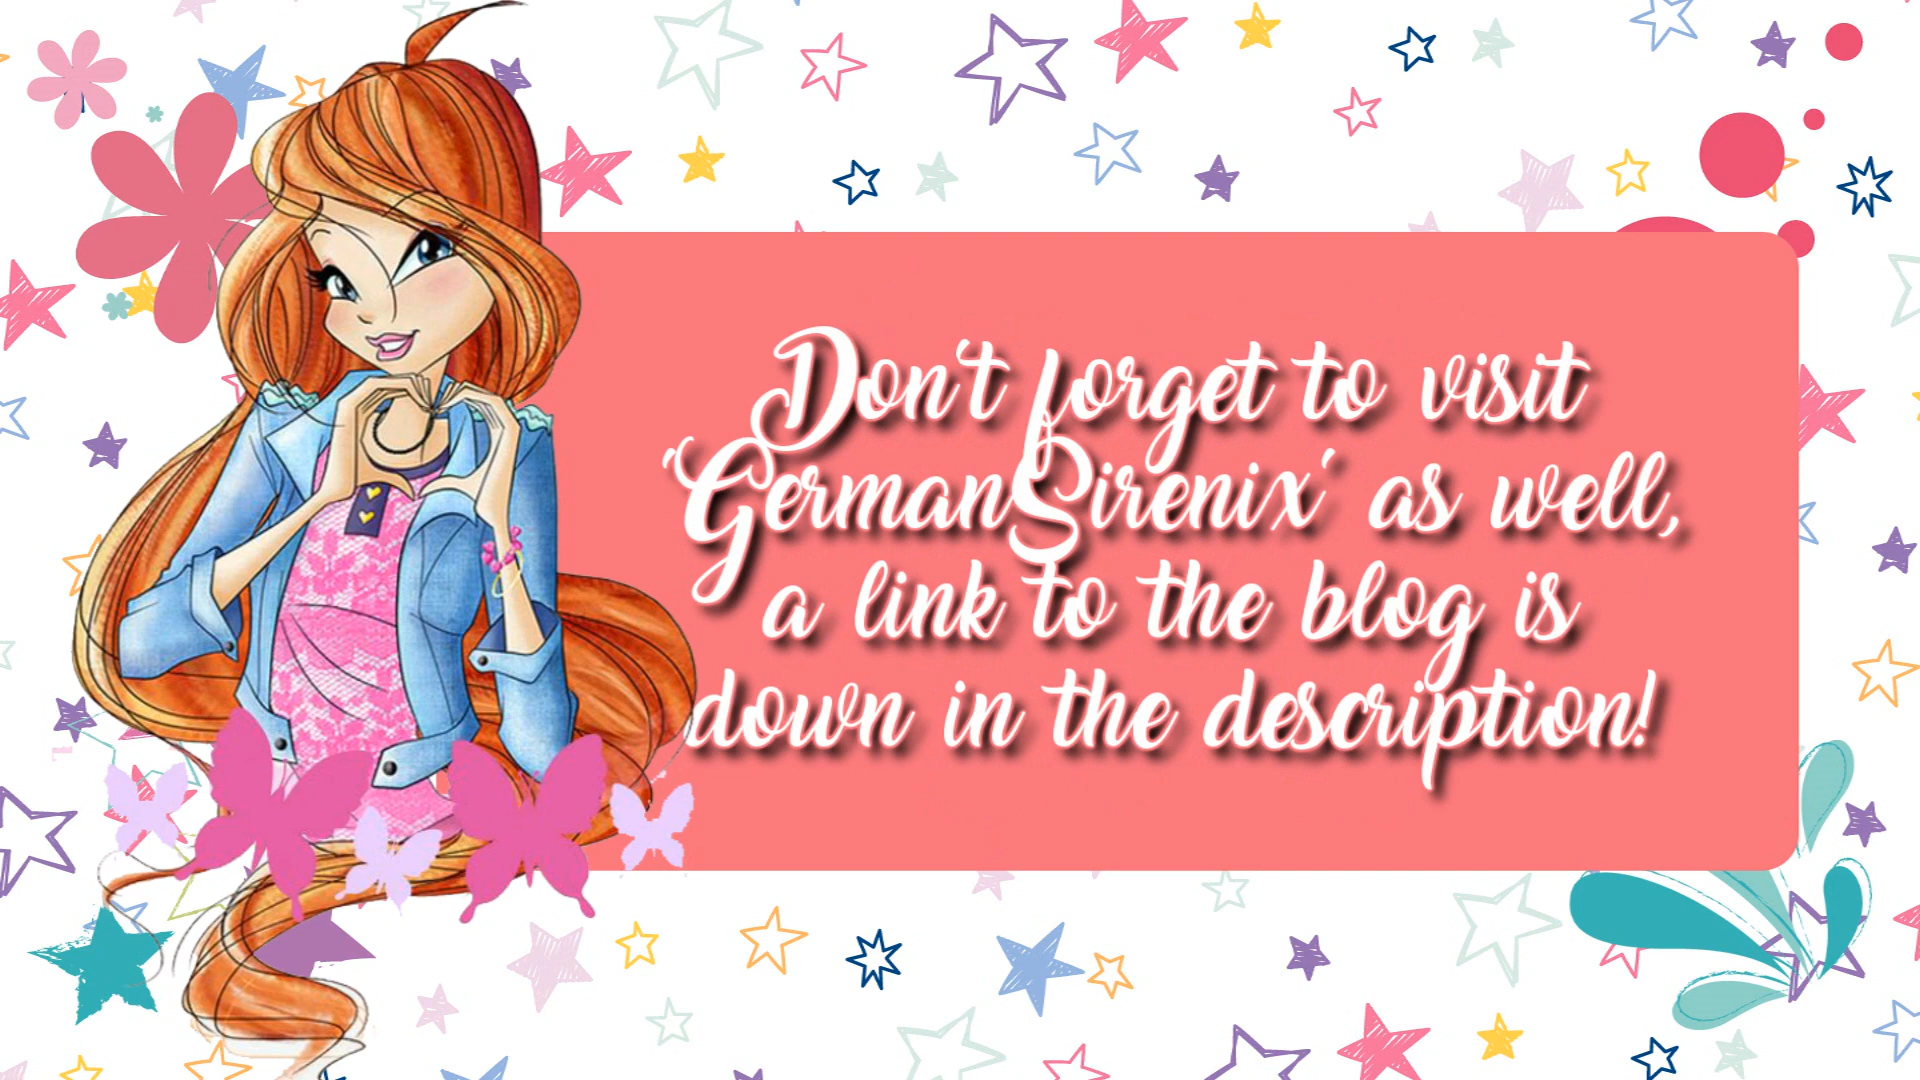 Don't forget to visit
'GermanSirenix' as well,
a link to the blog is
down in the description!